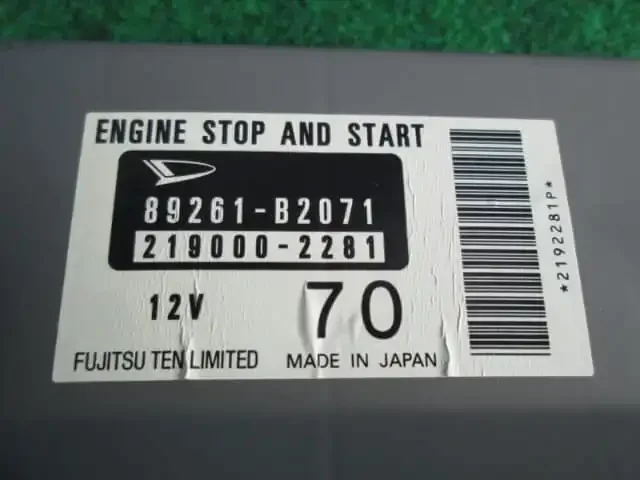 ENGINE STOP AND START
89261-B2071
219000-2281
12V 70
FUJITSU TEN LIMITED MADE IN JAPAN
*2192281P*